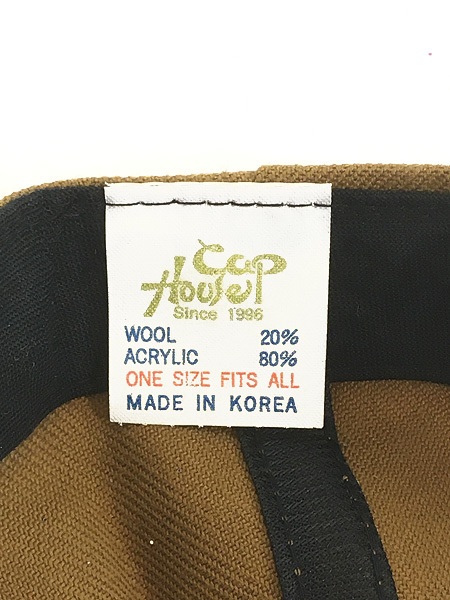 Cap
House
Since 1996
WOOL 20%
ACRYLIC 80%
ONE SIZE FITS ALL
MADE IN KOREA